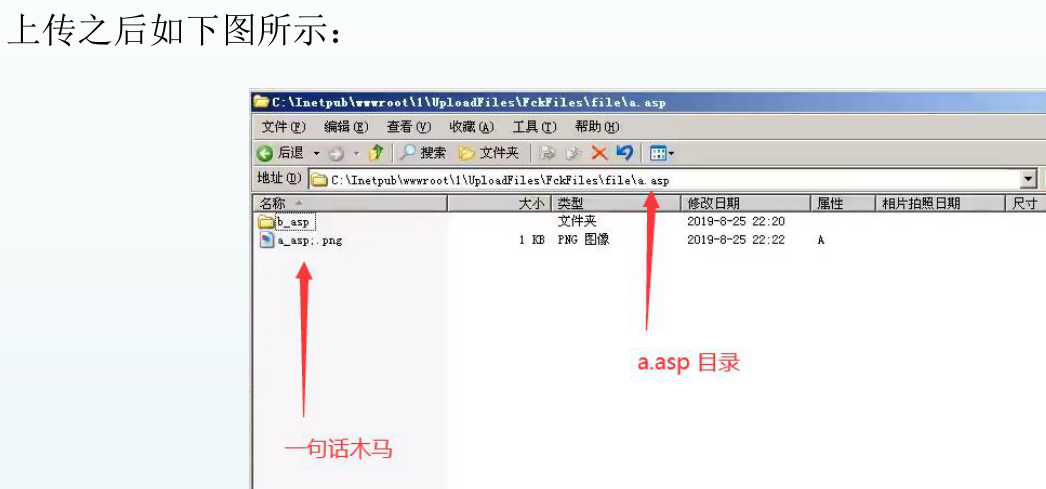 上传之后如下图所示：
C:\Inetpub\wwwroot\1\UploadFiles\FckFiles\file\a.asp
文件(F) 编辑(E) 查看(V) 收藏(A) 工具(T) 帮助(H)
后退 搜索 文件夹
地址(D) C:\Inetpub\wwwroot\1\UploadFiles\FckFiles\file\a.asp
名称 大小 类型 修改日期 属性 相片拍照日期 尺寸
b_asp 文件夹 2019-8-25 22:20
a_asp;.png 1 KB PNG 图像 2019-8-25 22:22 A
a.asp 目录
一句话木马